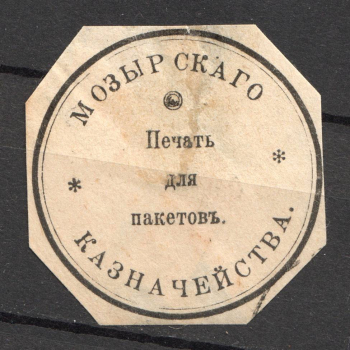 МОЗЫРСКАГО
Печать
для
пакетовъ.
КАЗНАЧЕЙСТВА.